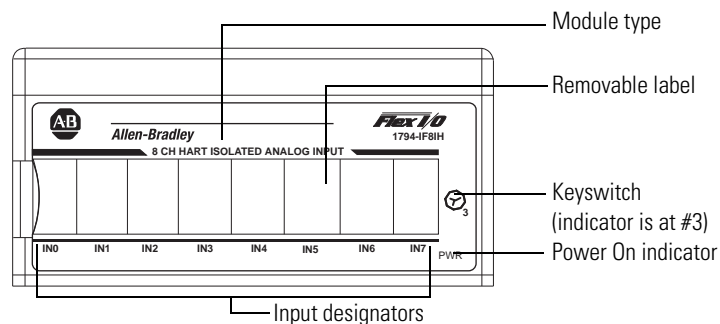 Module type
Removable label
AB
Allen-Bradley
Flex I/O
1794-IF8IH
8 CH HART ISOLATED ANALOG INPUT
3
Keyswitch
(indicator is at #3)
IN0 IN1 IN2 IN3 IN4 IN5 IN6 IN7
PWR
Power On indicator
Input designators